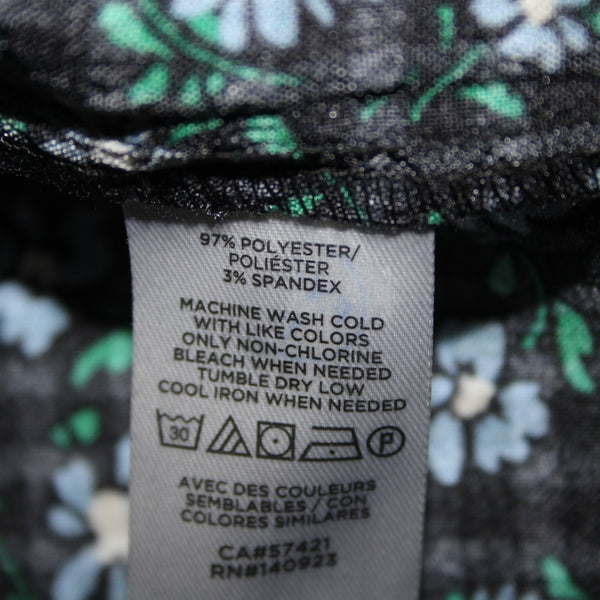 97% POLYESTER/
POLIÉSTER
3% SPANDEX
MACHINE WASH COLD
WITH LIKE COLORS
ONLY NON-CHLORINE
BLEACH WHEN NEEDED
TUMBLE DRY LOW
COOL IRON WHEN NEEDED
30 P
AVEC DES COULEURS
SEMBLABLES / CON
COLORES SIMILARES
CA#57421
RN#140923